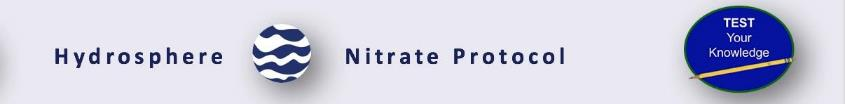 Hydrosphere Nitrate Protocol
TEST
Your
Knowledge